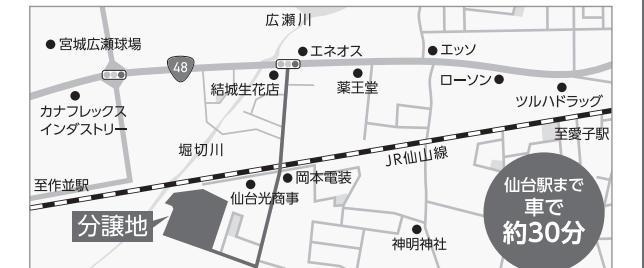 広瀬川
宮城広瀬球場
エネオス
エッソ
48
結城生花店
薬王堂
ローソン
ツルハドラッグ
カナフレックス
インダストリー
至愛子駅
堀切川
JR仙山線
至作並駅
岡本電装
仙台光商事
分譲地
神明神社
仙台駅まで
車で
約30分